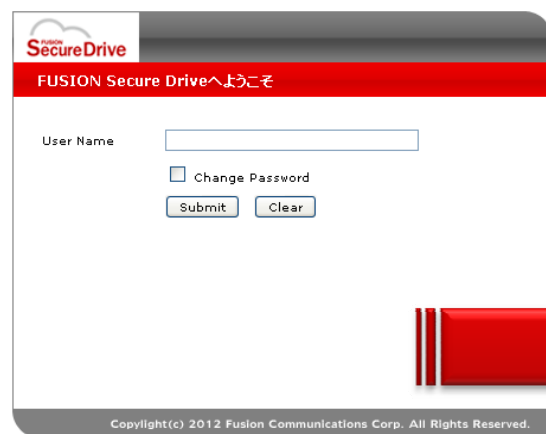 FUSION
SecureDrive
FUSION Secure Driveへようこそ
User Name
Change Password
Submit Clear
Copylight(c) 2012 Fusion Communications Corp. All Rights Reserved.